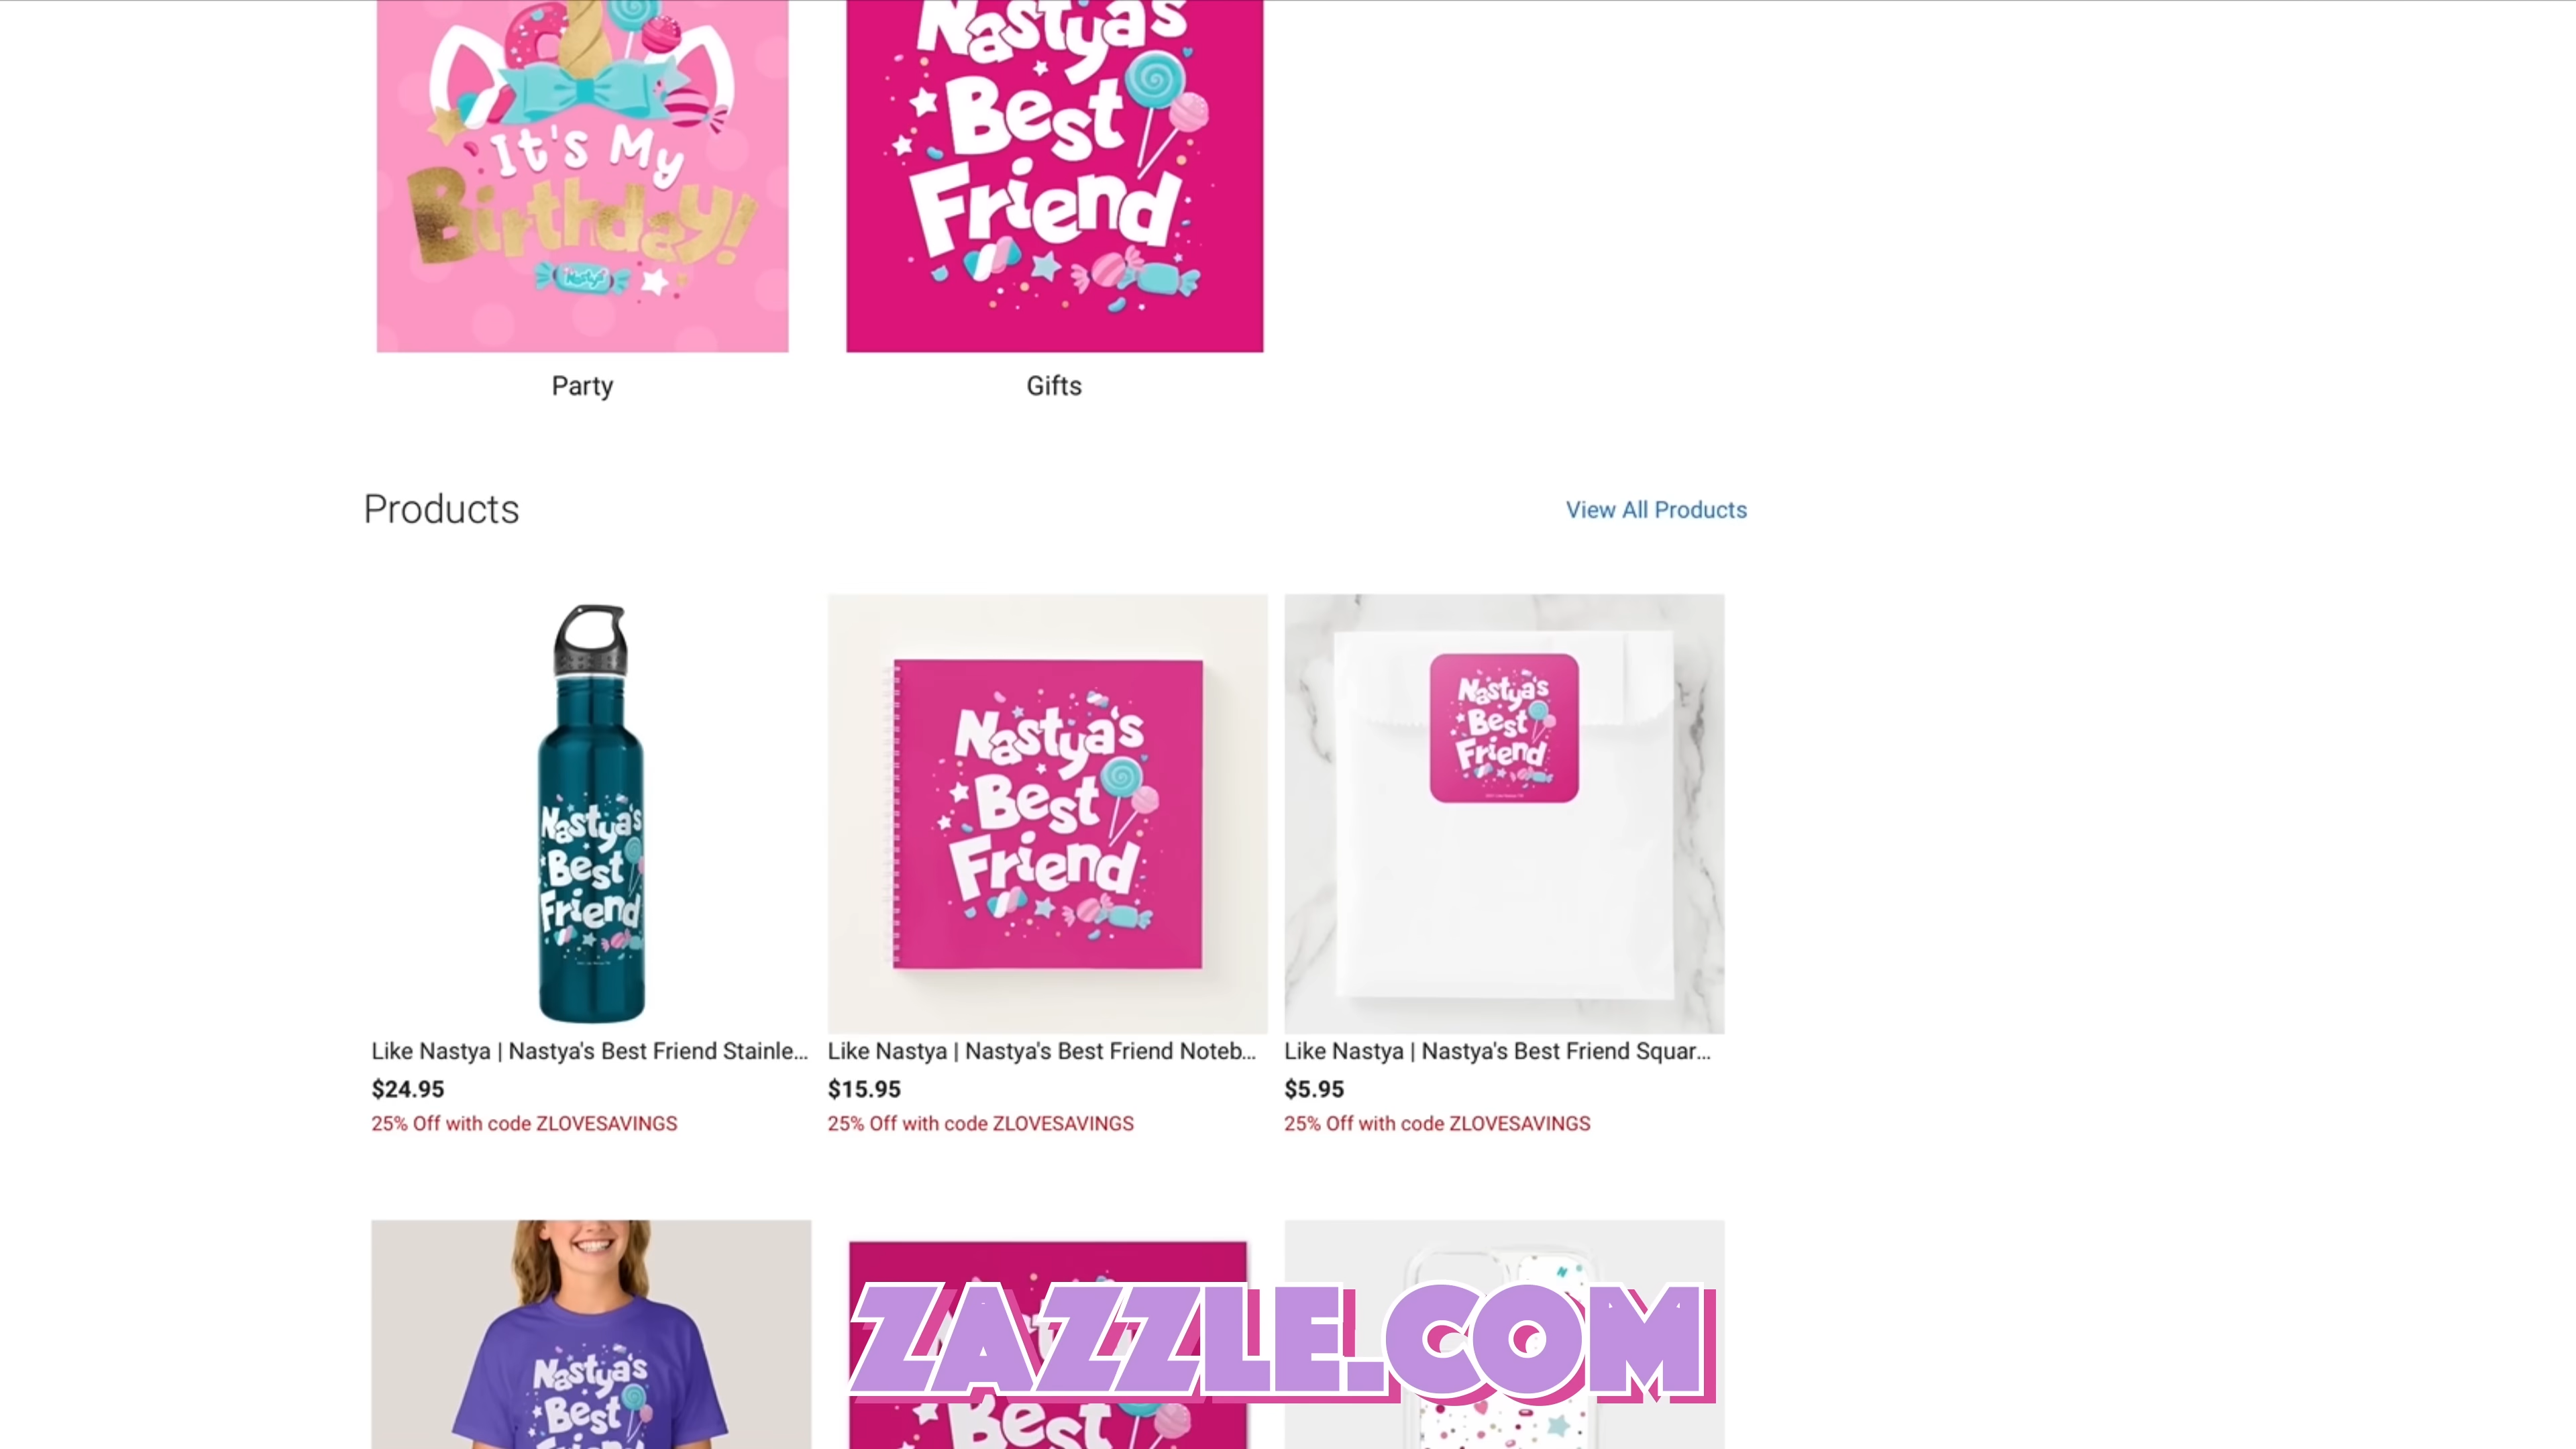 It's My
Birthday!
Nastya
Nastya's
Best
Friend
Party
Gifts
Products
View All Products
Nastya's
Best
Friend
Nastya's
Best
Friend
Nastya's
Best
Friend
Like Nastya | Nastya's Best Friend Stainle...
Like Nastya | Nastya's Best Friend Noteb...
Like Nastya | Nastya's Best Friend Squar...
$24.95
$15.95
$5.95
25% Off with code ZLOVESAVINGS
25% Off with code ZLOVESAVINGS
25% Off with code ZLOVESAVINGS
Nastya's
Best
ZAZZLE.COM
Best